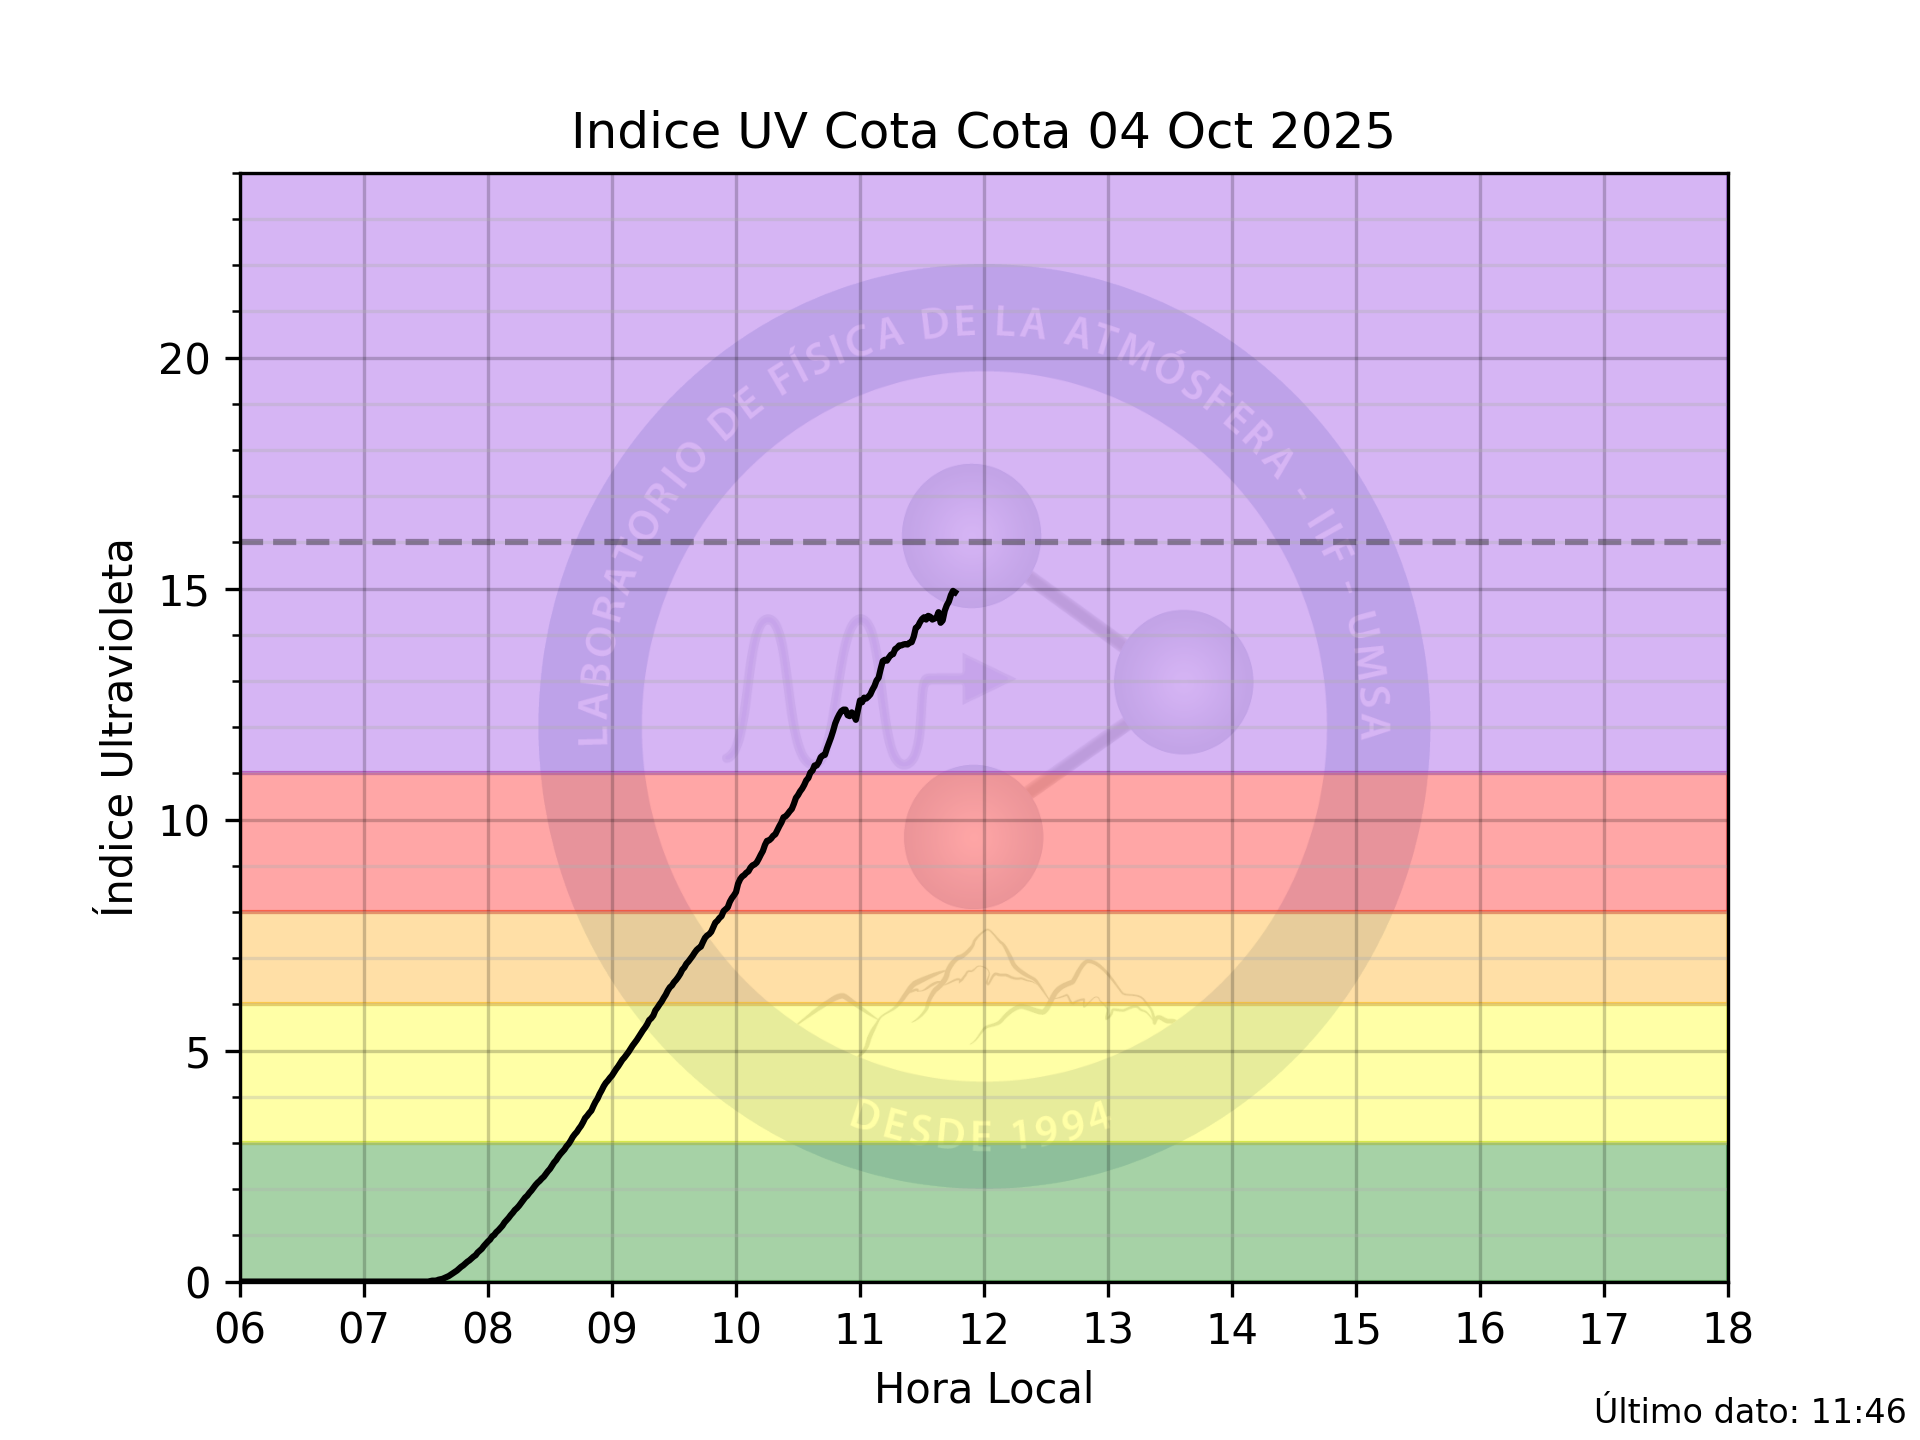 Indice UV Cota Cota 04 Oct 2025
LABORATORIO DE FÍSICA DE LA ATMÓSFERA - IIF - UMSA
DESDE 1994
Índice Ultravioleta
20
15
10
5
0
06 07 08 09 10 11 12 13 14 15 16 17 18
Hora Local
Último dato: 11:46